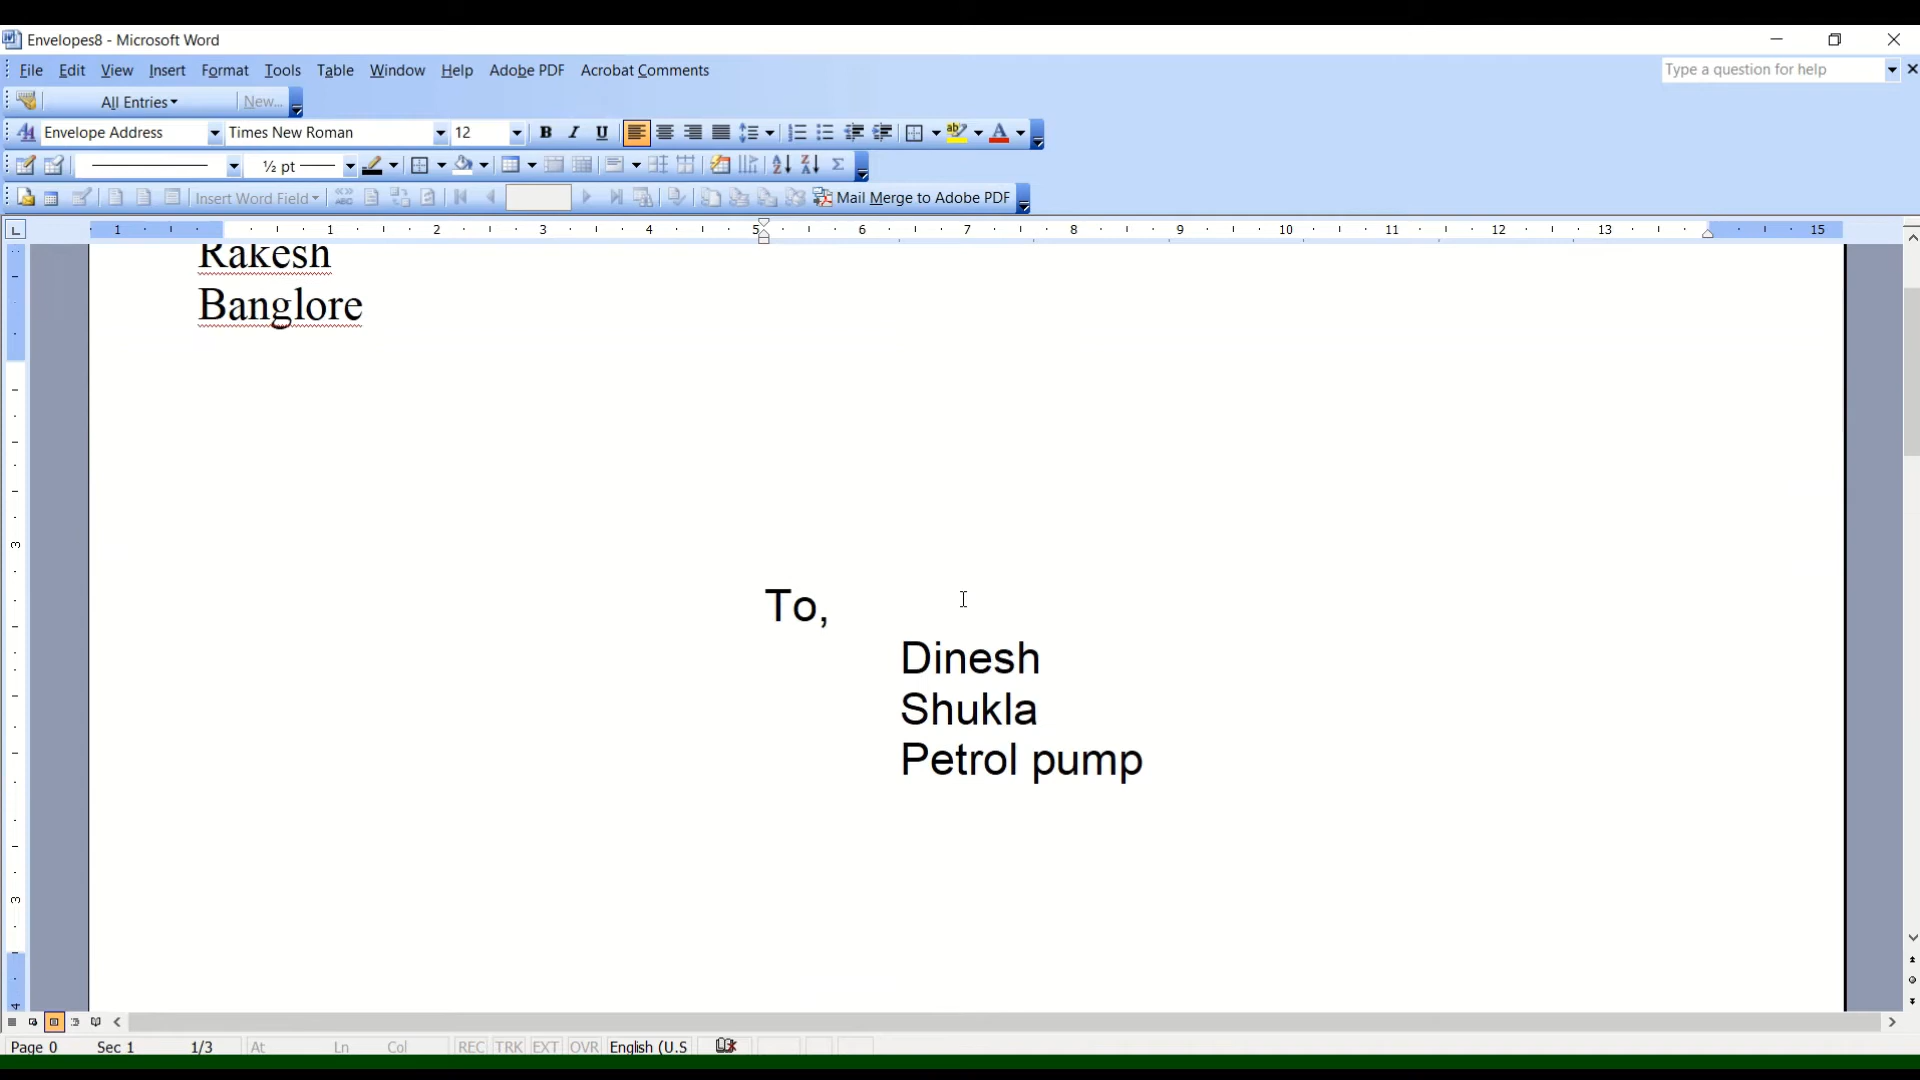 Envelopes8 - Microsoft Word
File Edit View Insert Format Tools Table Window Help Adobe PDF Acrobat Comments Type a question for help
All Entries New...
Envelope Address Times New Roman 12 B I U A
½ pt
Insert Word Field Mail Merge to Adobe PDF
1 1 2 3 4 5 6 7 8 9 10 11 12 13 15
Rakesh
Banglore
3
To,
Dinesh
Shukla
Petrol pump
3
4
Page 0 Sec 1 1/3 At Ln Col REC TRK EXT OVR English (U.S